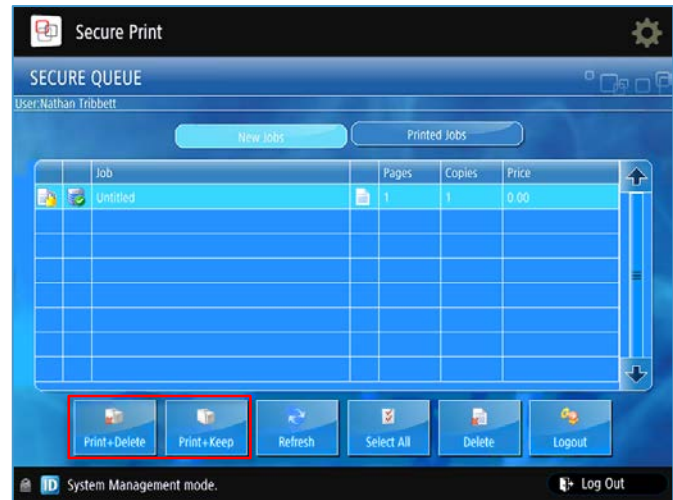 Secure Print
SECURE QUEUE
User:Nathan Tribbett
New Jobs Printed Jobs
Job Pages Copies Price
Untitled 1 1 0.00
Print+Delete Print+Keep Refresh Select All Delete Logout
ID System Management mode. Log Out